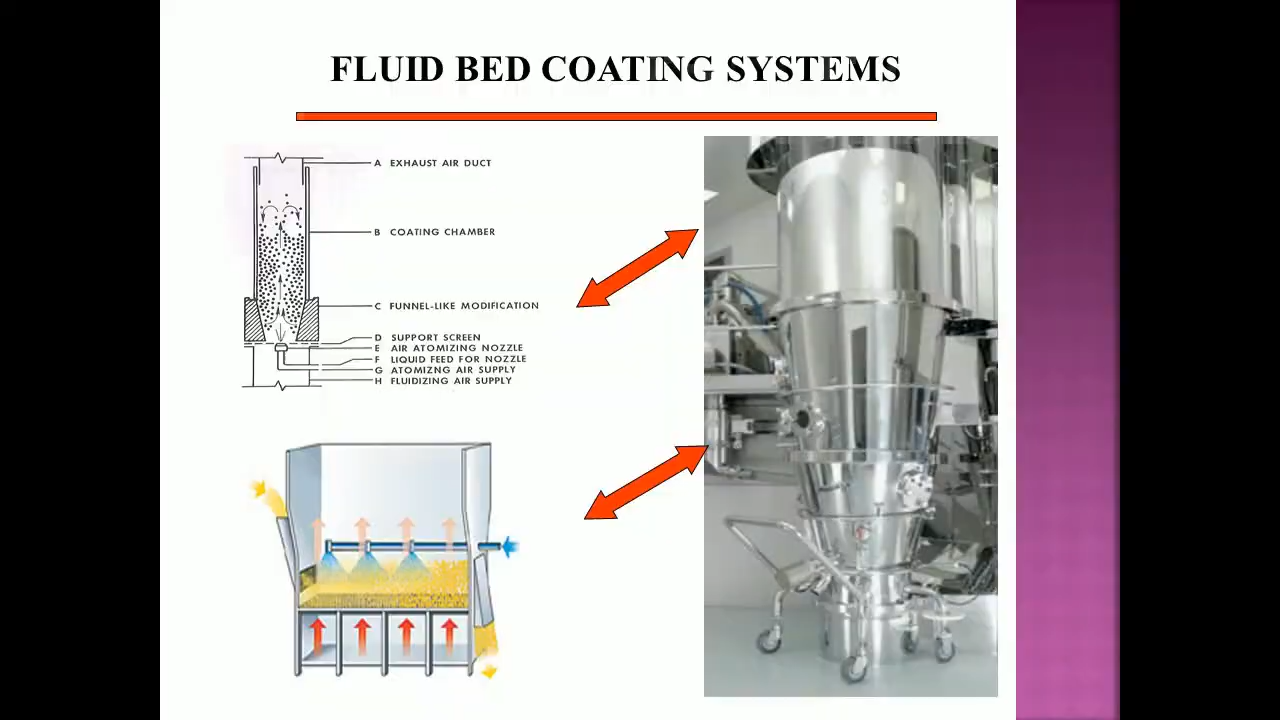 FLUID BED COATING SYSTEMS
A EXHAUST AIR DUCT
B COATING CHAMBER
C FUNNEL-LIKE MODIFICATION
D SUPPORT SCREEN
E AIR ATOMIZING NOZZLE
F LIQUID FEED FOR NOZZLE
G ATOMIZNG AIR SUPPLY
H FLUIDIZING AIR SUPPLY